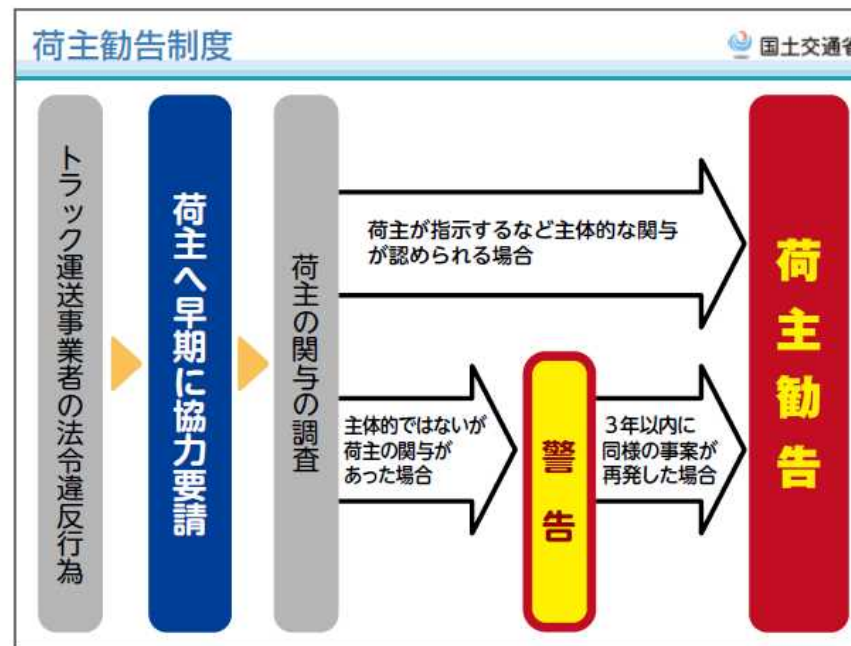 荷主勧告制度
国土交通省
トラック運送事業者の法令違反行為
荷主へ早期に協力要請
荷主の関与の調査
荷主が指示するなど主体的な関与
が認められる場合
主体的ではないが
荷主の関与が
あった場合
警告
3年以内に
同様の事案が
再発した場合
荷主勧告